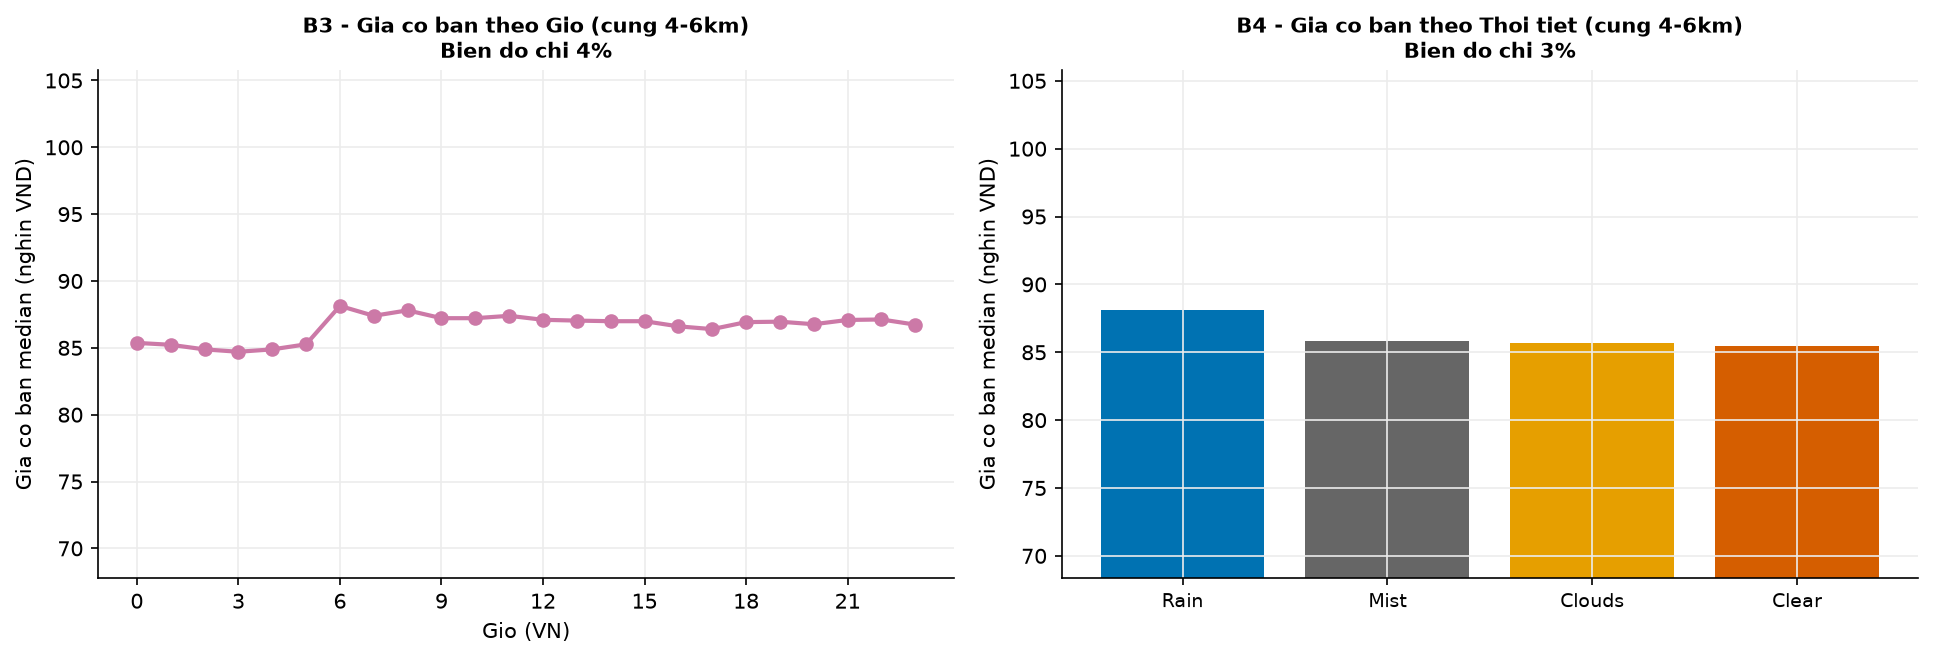 B3 - Gia co ban theo Gio (cung 4-6km)
Bien do chi 4%
Gia co ban median (nghin VND)
105
100
95
90
85
80
75
70
0 3 6 9 12 15 18 21
Gio (VN)
B4 - Gia co ban theo Thoi tiet (cung 4-6km)
Bien do chi 3%
Gia co ban median (nghin VND)
105
100
95
90
85
80
75
70
Rain Mist Clouds Clear